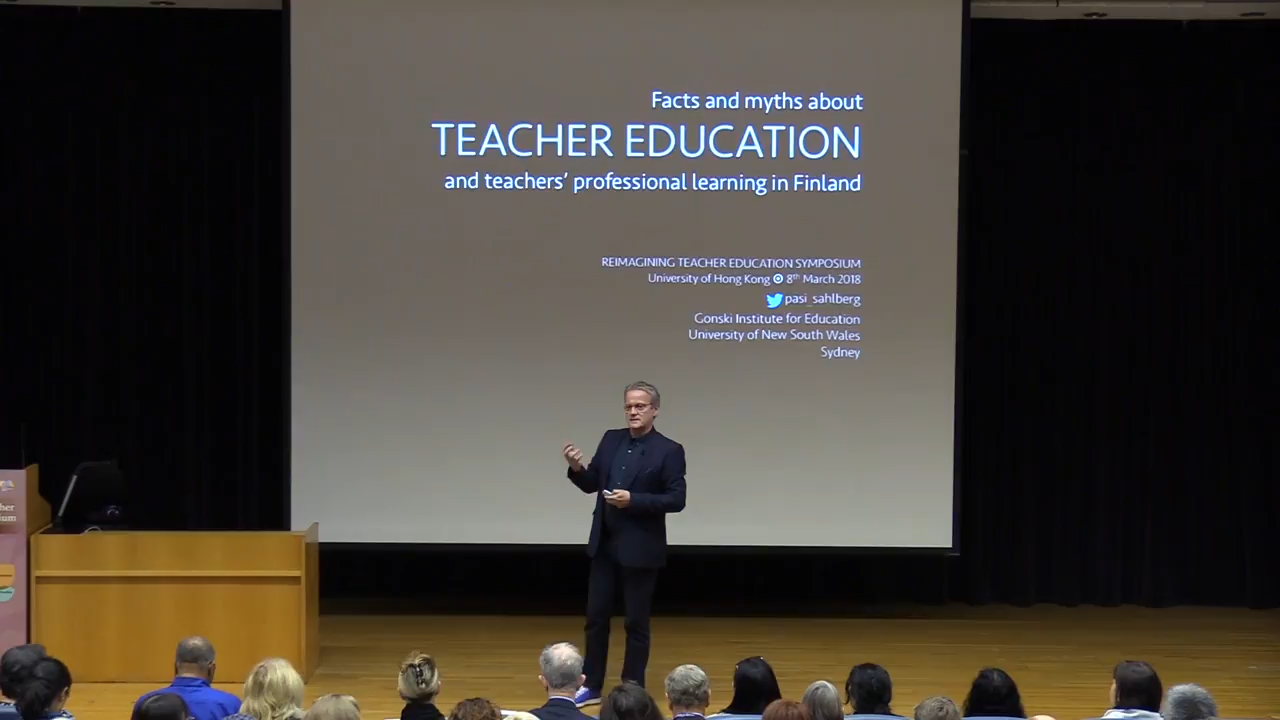 Facts and myths about
TEACHER EDUCATION
and teachers' professional learning in Finland
REIMAGINING TEACHER EDUCATION SYMPOSIUM
University of Hong Kong ⦿ 8th March 2018
pasi_sahlberg
Gonski Institute for Education
University of New South Wales
Sydney